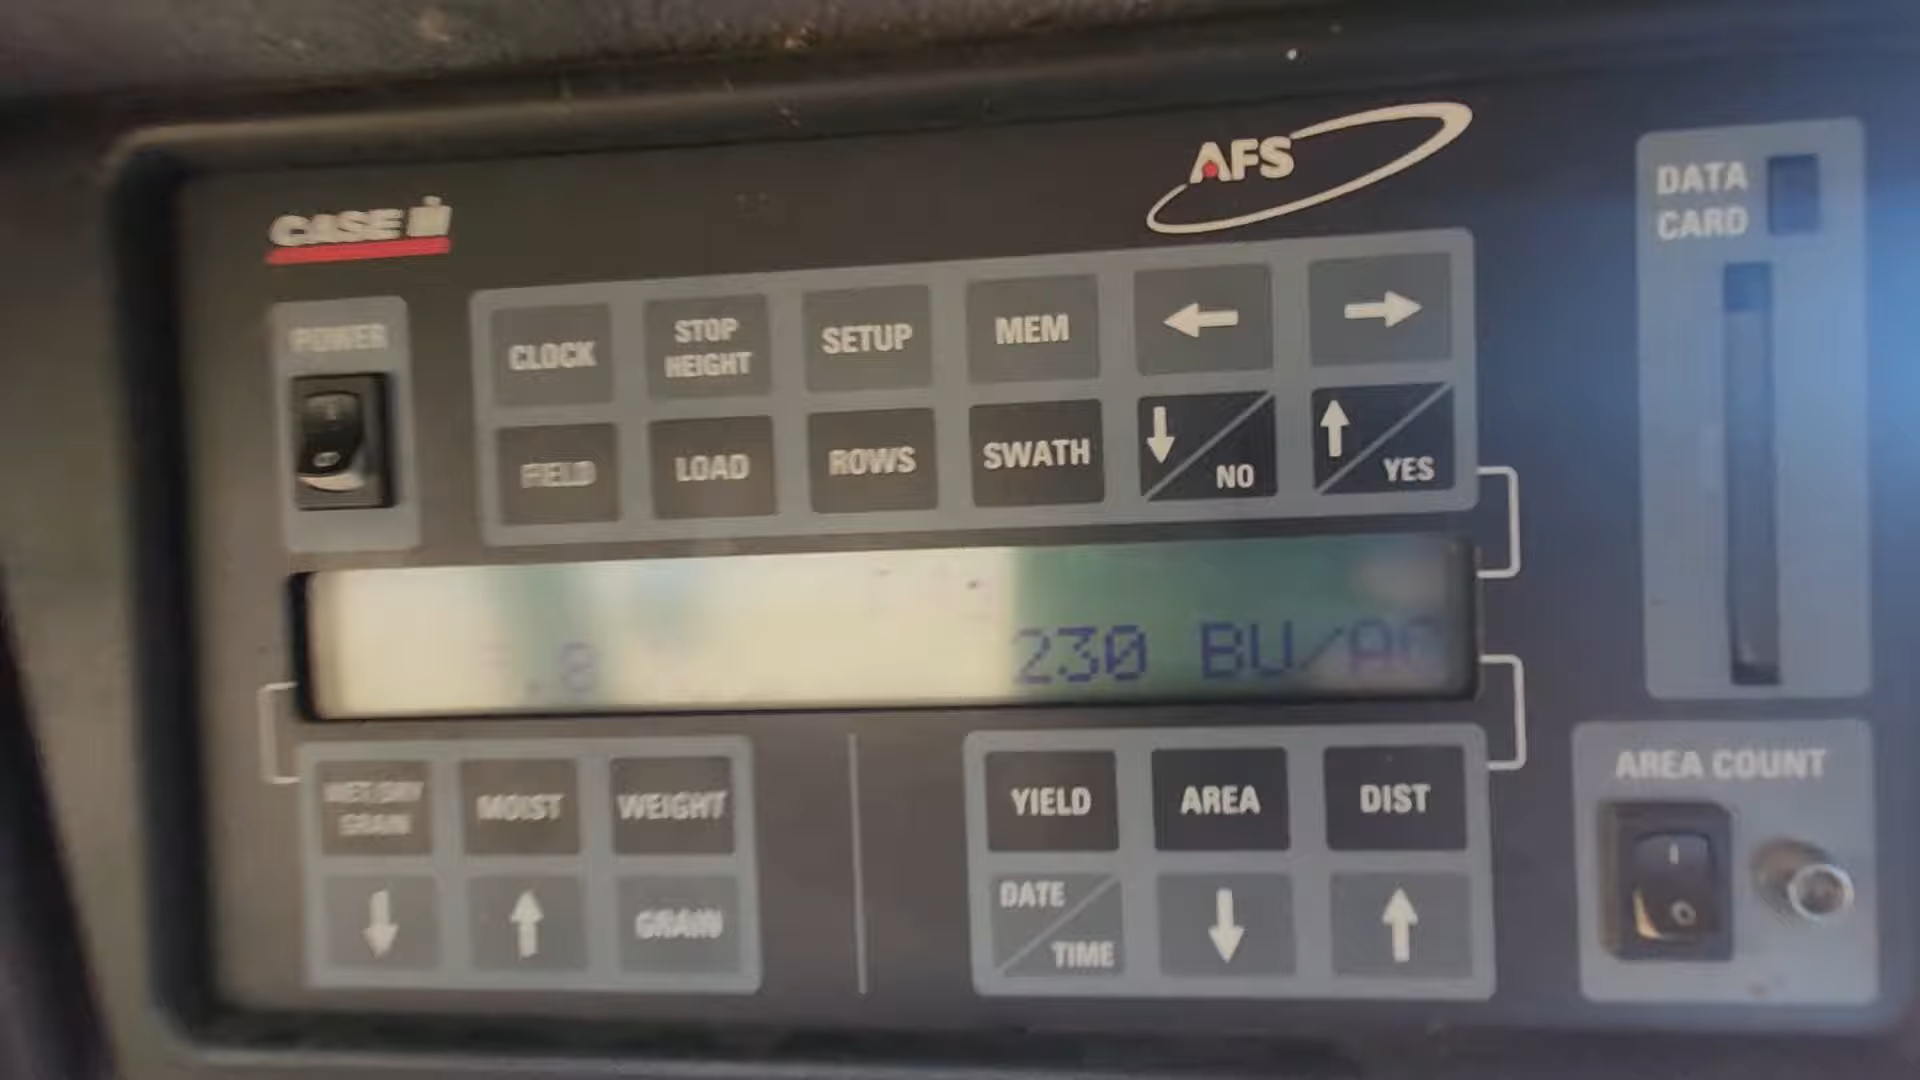 AFS
CASE IH
DATA
CARD
POWER
CLOCK
STOP
HEIGHT
SETUP
MEM
FIELD
LOAD
ROWS
SWATH
NO
YES
230 BU/AC
WET/DRY
GRAIN
MOIST
WEIGHT
YIELD
AREA
DIST
AREA COUNT
GRAIN
DATE
TIME